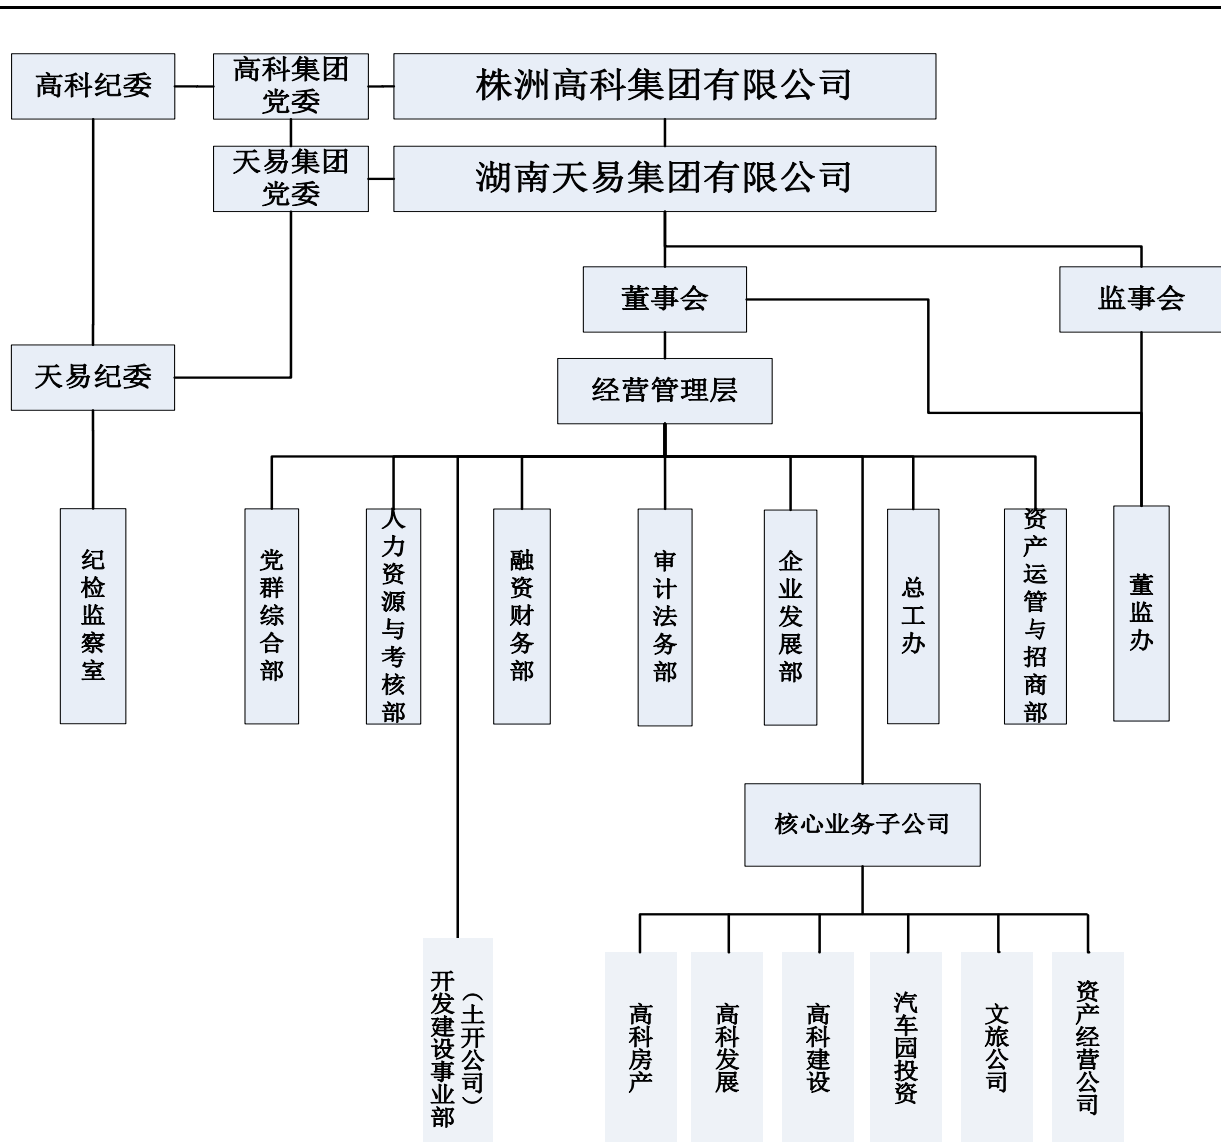 高科纪委
高科集团
党委
株洲高科集团有限公司
天易集团
党委
湖南天易集团有限公司
董事会
监事会
天易纪委
经营管理层
纪检监察室
党群综合部
人力资源与考核部
融资财务部
审计法务部
企业发展部
总工办
资产运管与招商部
董监办
核心业务子公司
开发建设事业部
（土开公司）
高科房产
高科发展
高科建设
汽车园投资
文旅公司
资产经营公司